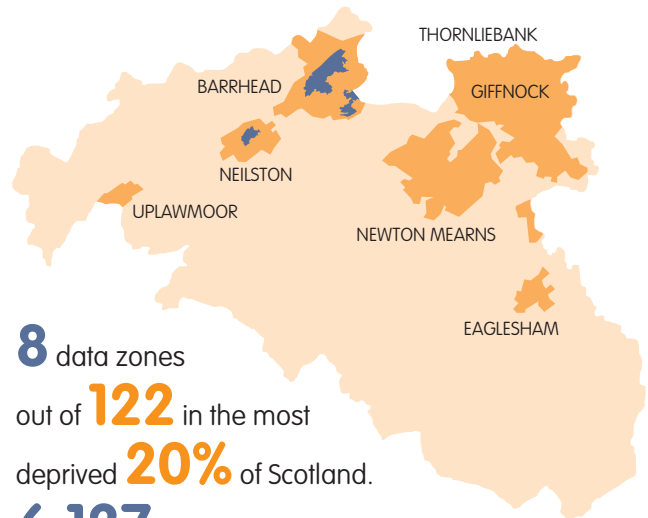 THORNLIEBANK
BARRHEAD
GIFFNOCK
NEILSTON
UPLAWMOOR
NEWTON MEARNS
EAGLESHAM
8 data zones
out of 122 in the most
deprived 20% of Scotland.